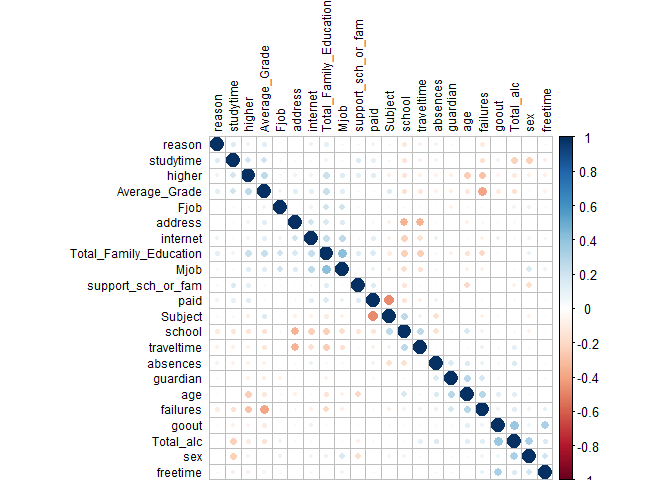 reason
studytime
higher
Average_Grade
Fjob
address
internet
Total_Family_Education
Mjob
support_sch_or_fam
paid
Subject
school
traveltime
absences
guardian
age
failures
goout
Total_alc
sex
freetime
reason
studytime
higher
Average_Grade
Fjob
address
internet
Total_Family_Education
Mjob
support_sch_or_fam
paid
Subject
school
traveltime
absences
guardian
age
failures
goout
Total_alc
sex
freetime
1
0.8
0.6
0.4
0.2
0
-0.2
-0.4
-0.6
-0.8
-1